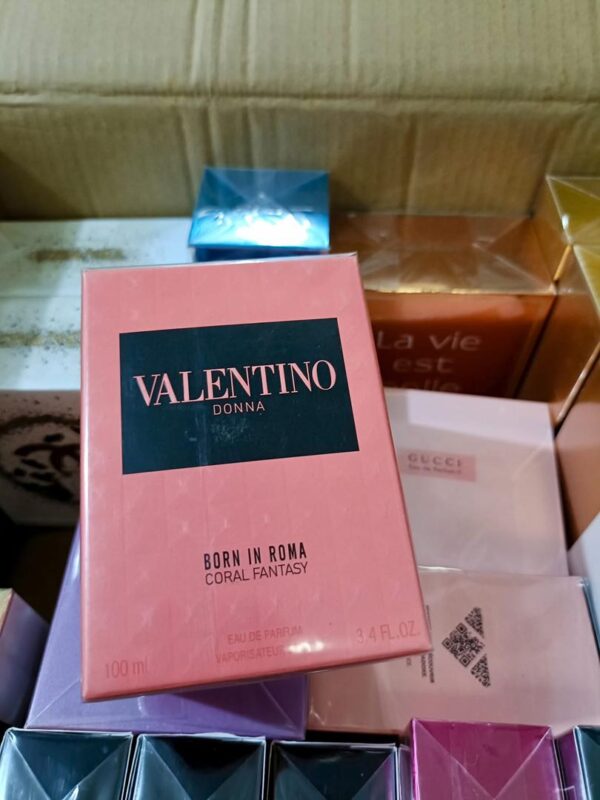 VALENTINO
DONNA
BORN IN ROMA
CORAL FANTASY
EAU DE PARFUM
VAPORISATEUR
100 ml
3.4 FL.OZ.
La vie
est
GUCCI